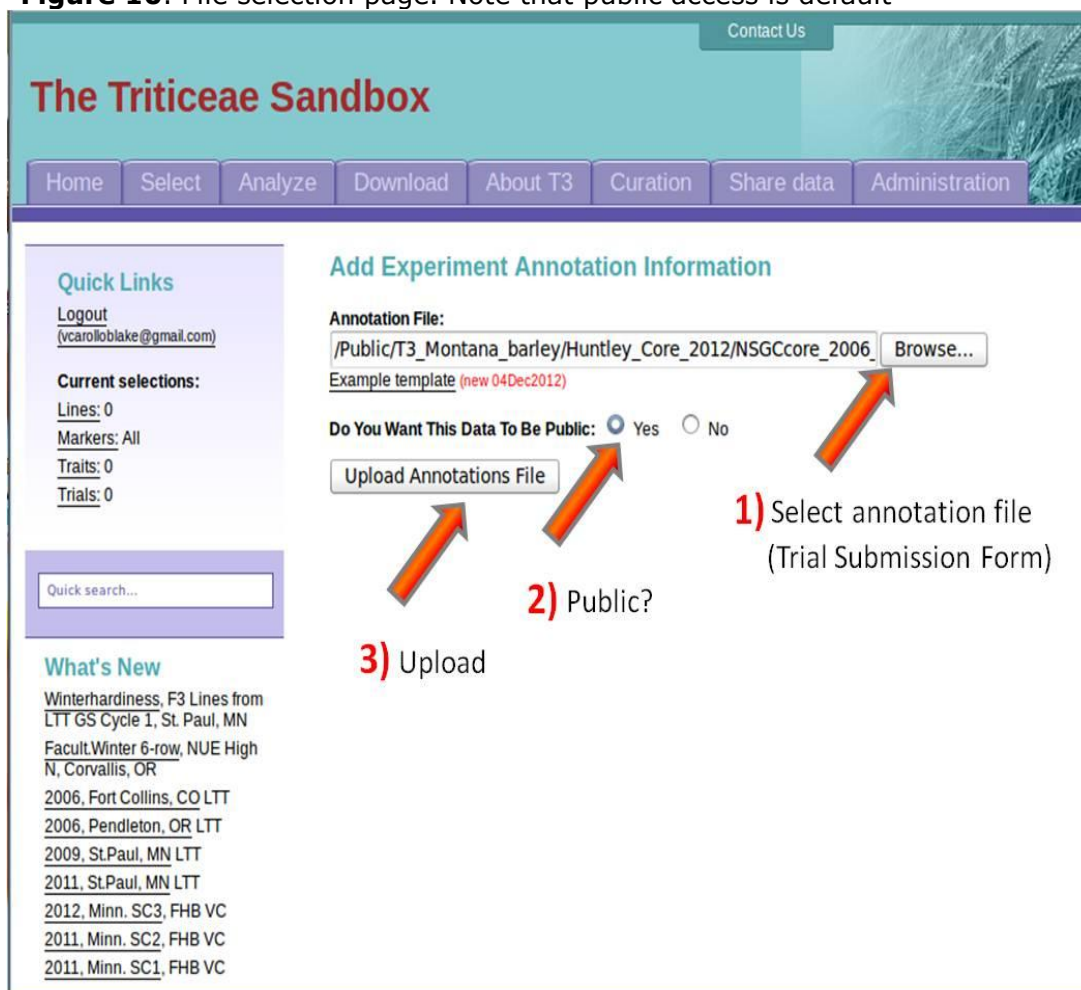 Figure 10: File selection page. Note that public access is default
Contact Us
The Triticeae Sandbox
Home Select Analyze Download About T3 Curation Share data Administration
Quick Links
Logout
(vcarolloblake@gmail.com)
Current selections:
Lines: 0
Markers: All
Traits: 0
Trials: 0
Quick search...
What's New
Winterhardiness, F3 Lines from
LTT GS Cycle 1, St. Paul, MN
Facult.Winter 6-row, NUE High
N, Corvallis, OR
2006, Fort Collins, CO LTT
2006, Pendleton, OR LTT
2009, St.Paul, MN LTT
2011, St.Paul, MN LTT
2012, Minn. SC3, FHB VC
2011, Minn. SC2, FHB VC
2011, Minn. SC1, FHB VC
Add Experiment Annotation Information
Annotation File:
/Public/T3_Montana_barley/Huntley_Core_2012/NSGCcore_2006_ Browse...
Example template (new 04Dec2012)
Do You Want This Data To Be Public: Yes No
Upload Annotations File
1) Select annotation file
(Trial Submission Form)
2) Public?
3) Upload